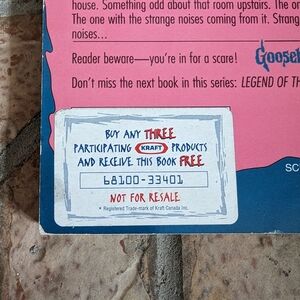 house. Something odd about that room upstairs. The or
The one with the strange noises coming from it. Strang
noises...
Reader beware—you're in for a scare!
Gooseb
Don't miss the next book in this series: LEGEND OF TH
SC
BUY ANY THREE
PARTICIPATING KRAFT PRODUCTS
AND RECEIVE THIS BOOK FREE
68100-33401
NOT FOR RESALE
* Registered Trade-mark of Kraft Canada Inc.